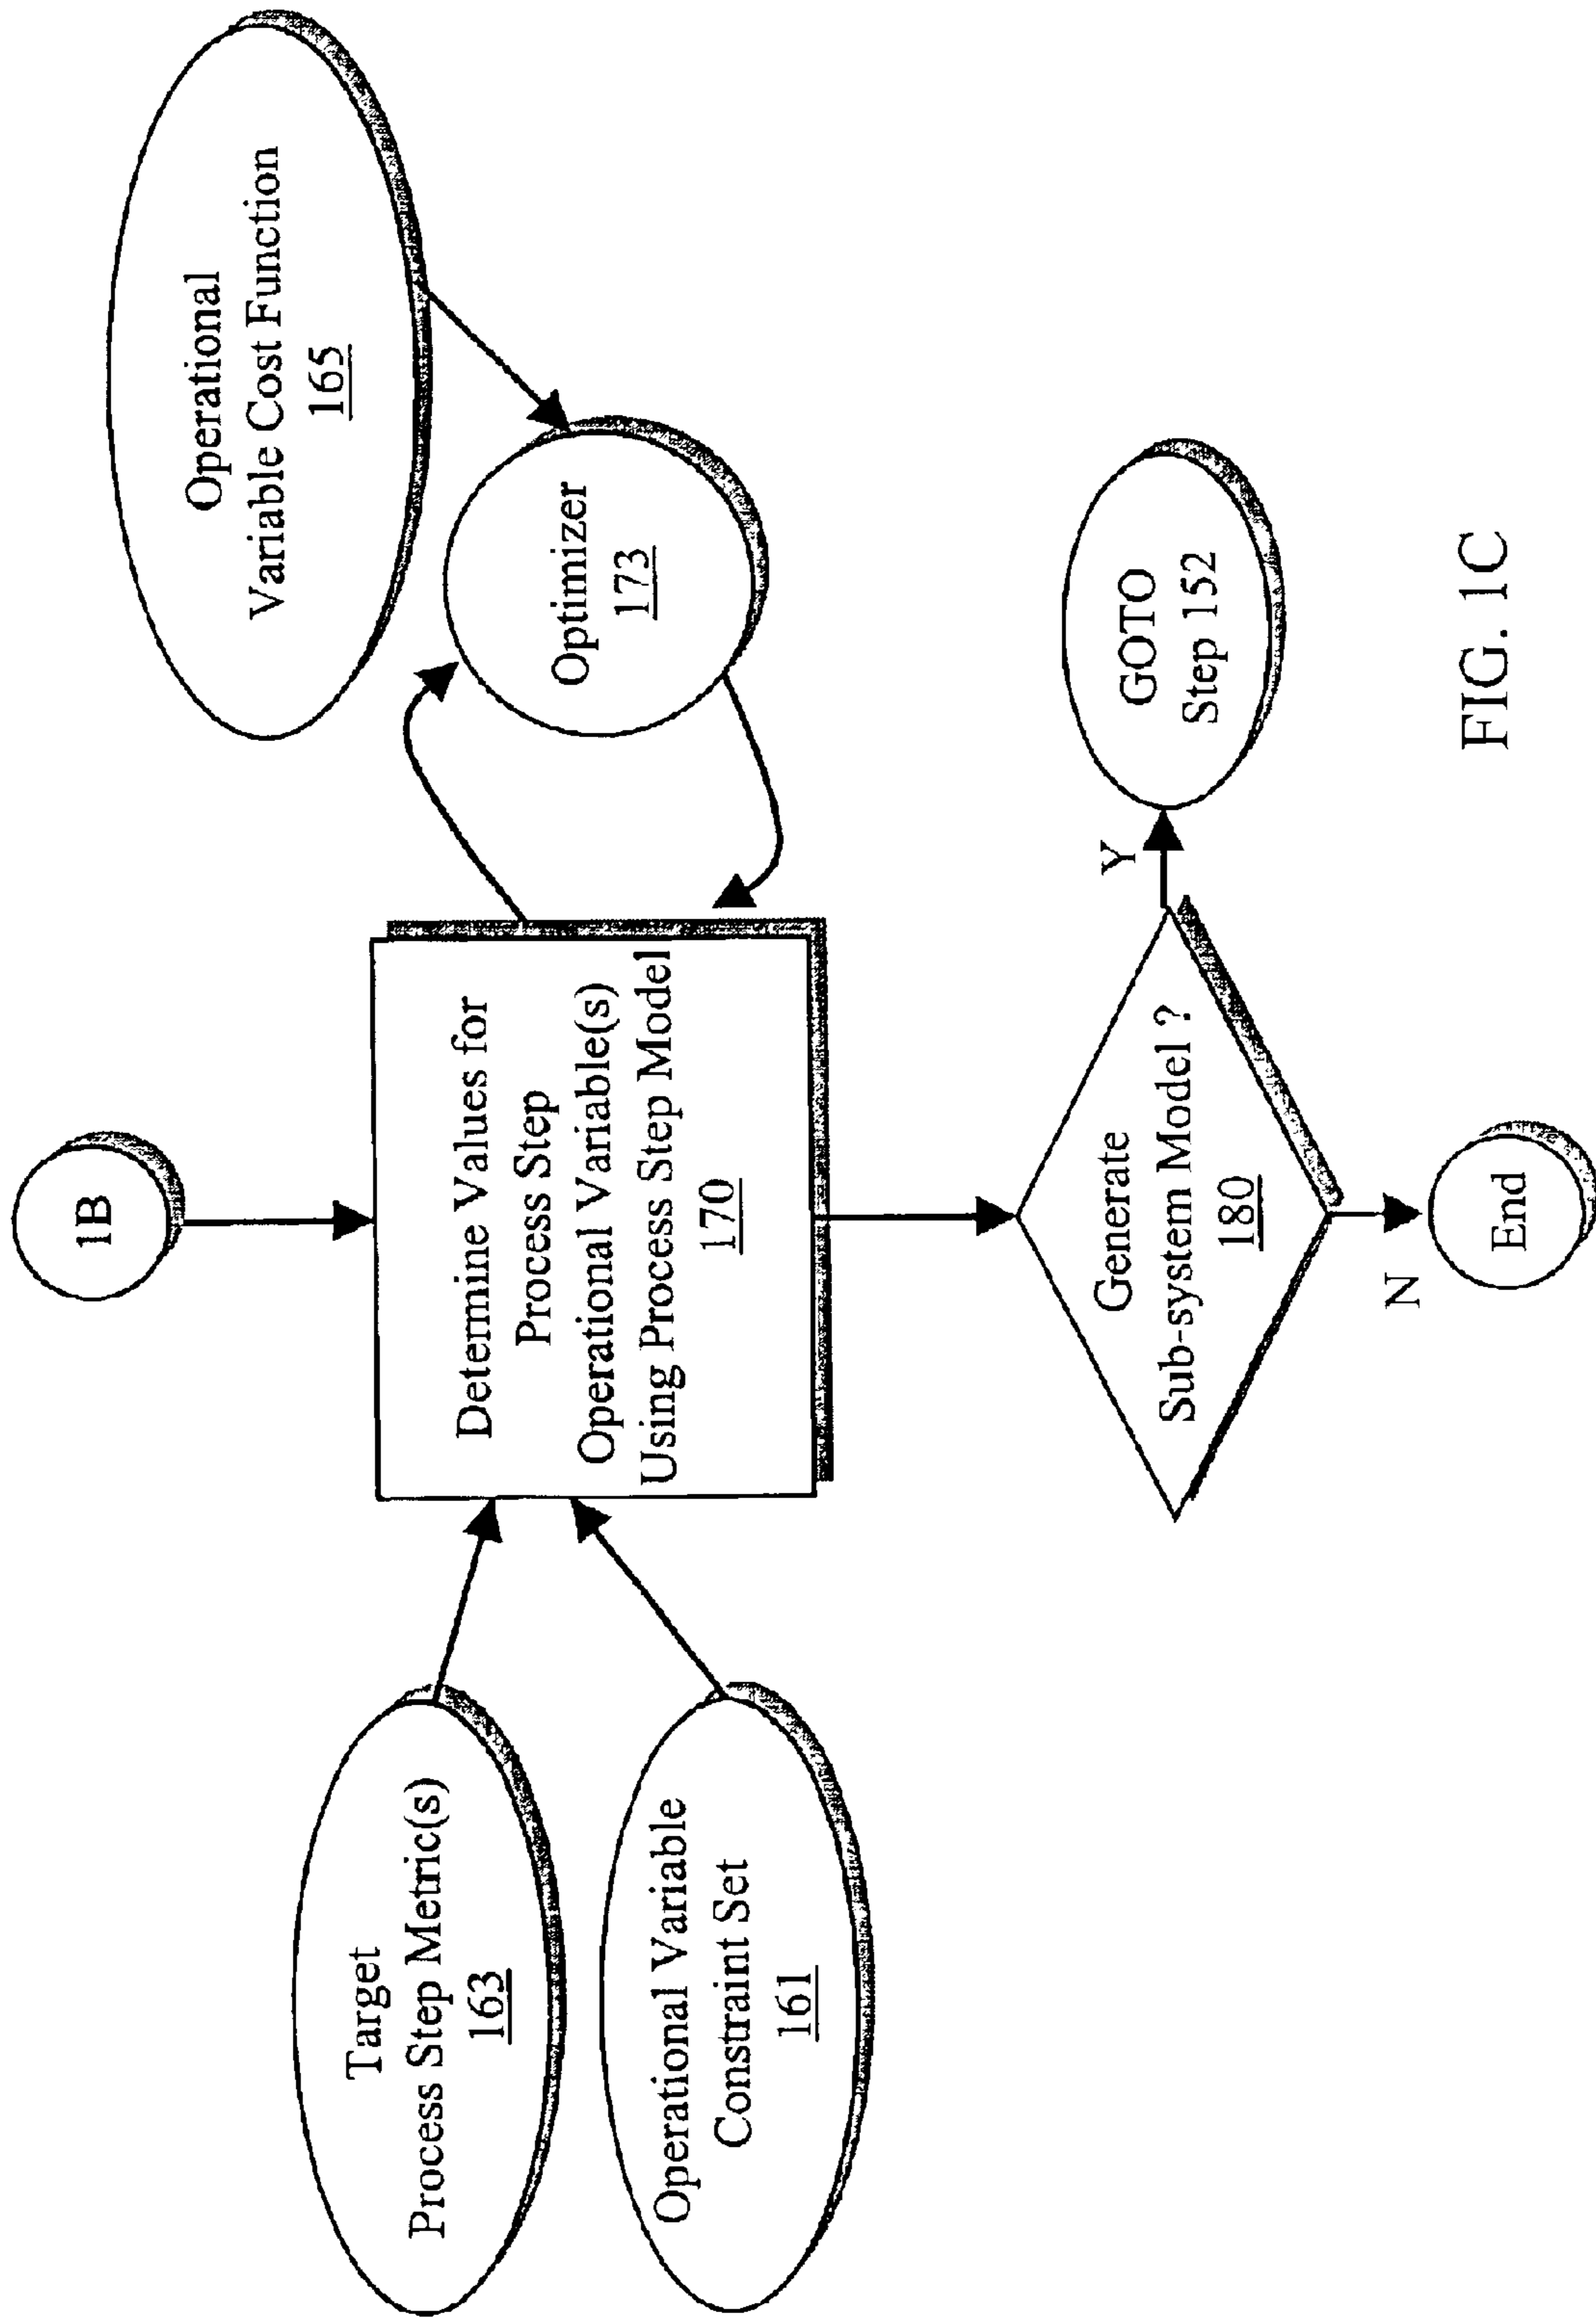 1B
Target
Process Step Metric(s)
163
Operational Variable
Constraint Set
161
Determine Values for
Process Step
Operational Variable(s)
Using Process Step Model
170
Operational
Variable Cost Function
165
Optimizer
173
Generate
Sub-system Model ?
180
Y
GOTO
Step 152
N
End
FIG. 1C